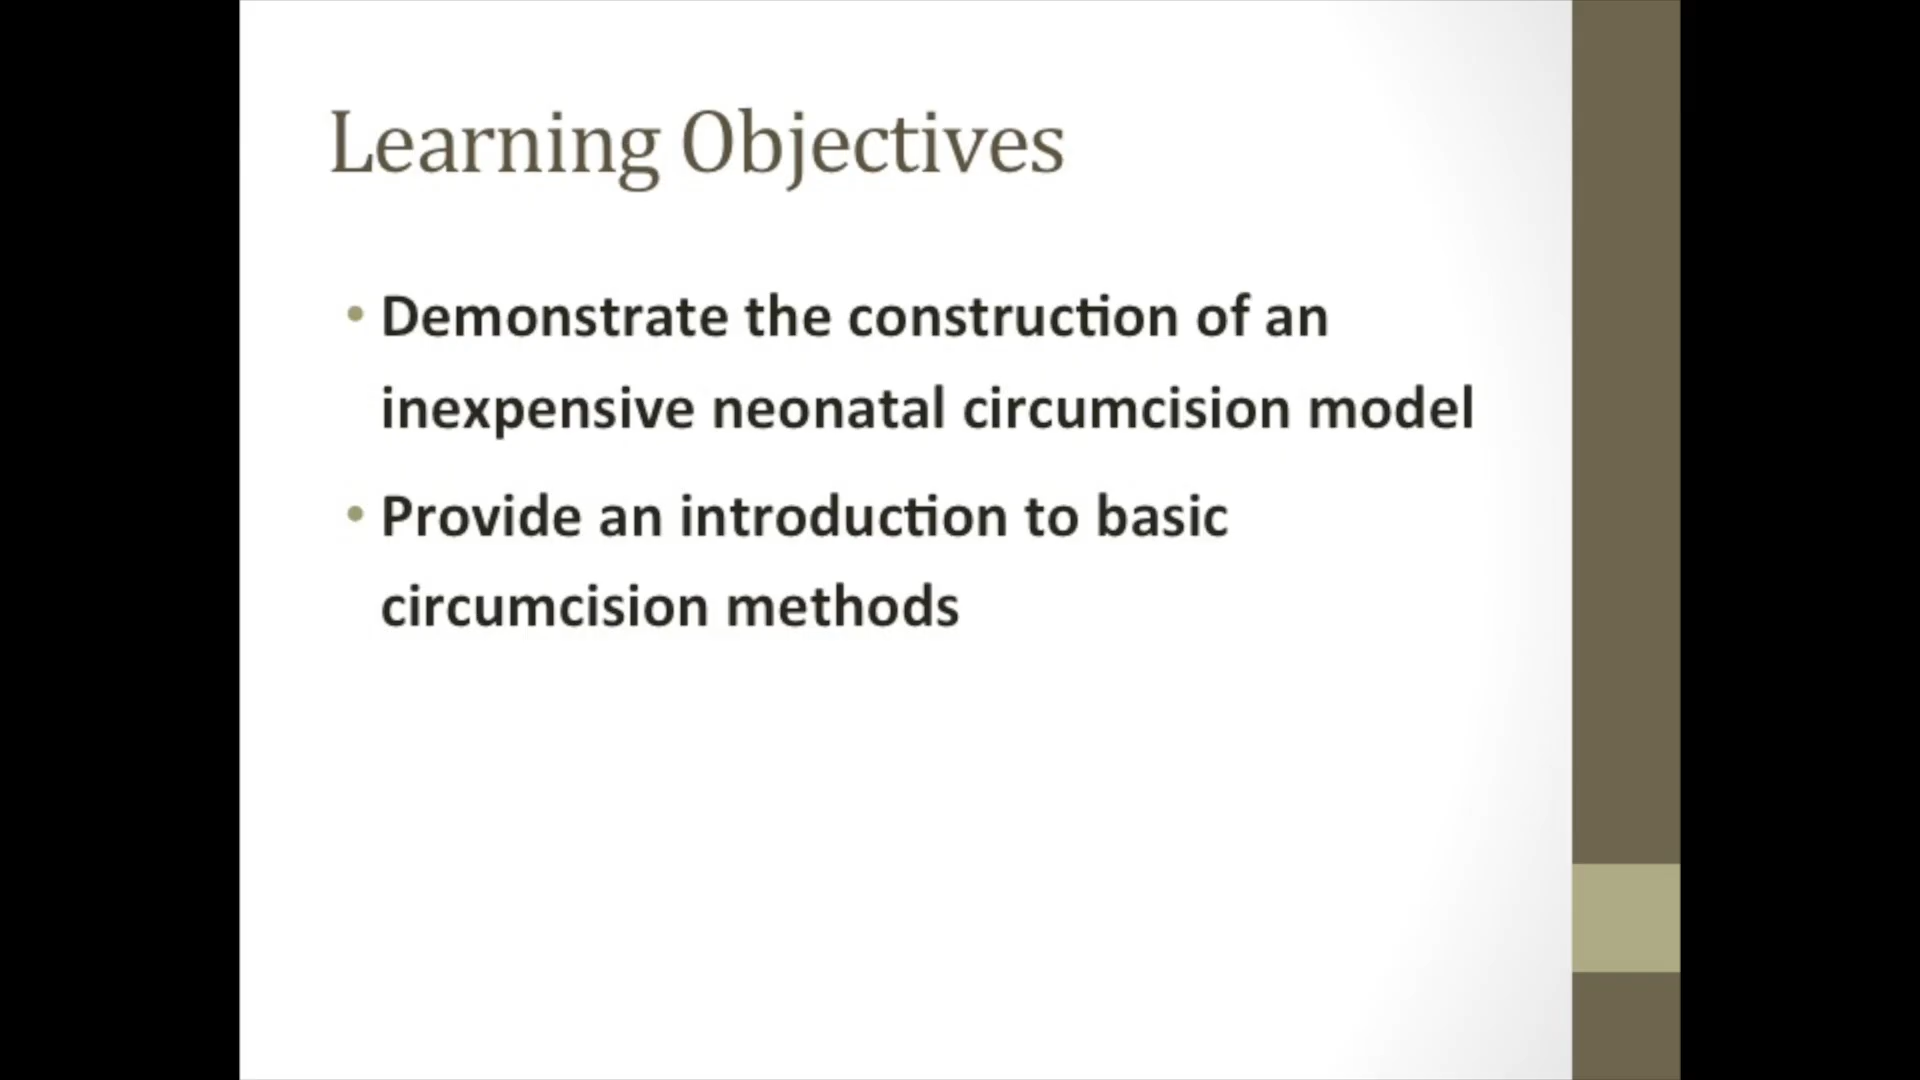 Learning Objectives
• Demonstrate the construction of an
inexpensive neonatal circumcision model
• Provide an introduction to basic
circumcision methods